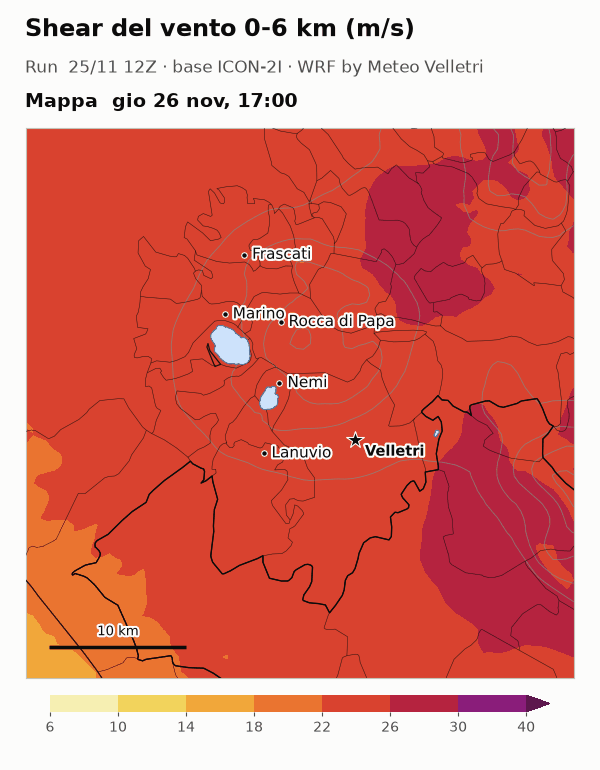 Shear del vento 0-6 km (m/s)
Run  25/11 12Z · base ICON-2I · WRF by Meteo Velletri
Mappa  gio 26 nov, 17:00
Frascati
Marino
Rocca di Papa
Nemi
Velletri
Lanuvio
10 km
6 10 14 18 22 26 30 40